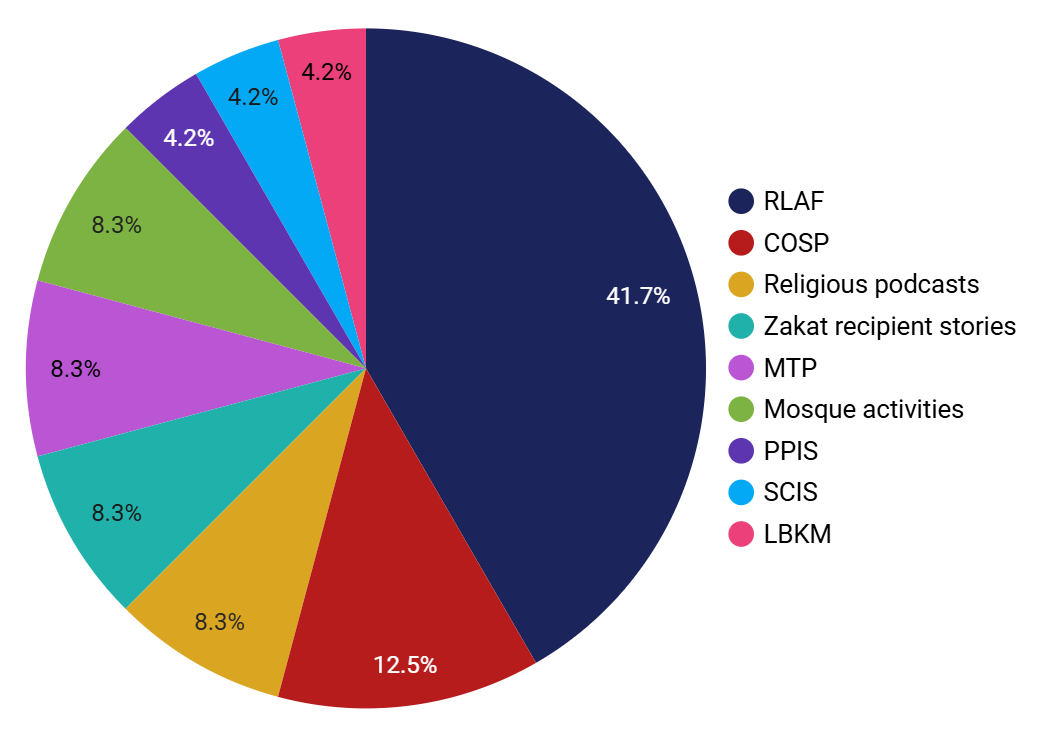 4.2%
4.2%
4.2%
8.3%
41.7%
8.3%
8.3%
8.3%
12.5%
RLAF
COSP
Religious podcasts
Zakat recipient stories
MTP
Mosque activities
PPIS
SCIS
LBKM